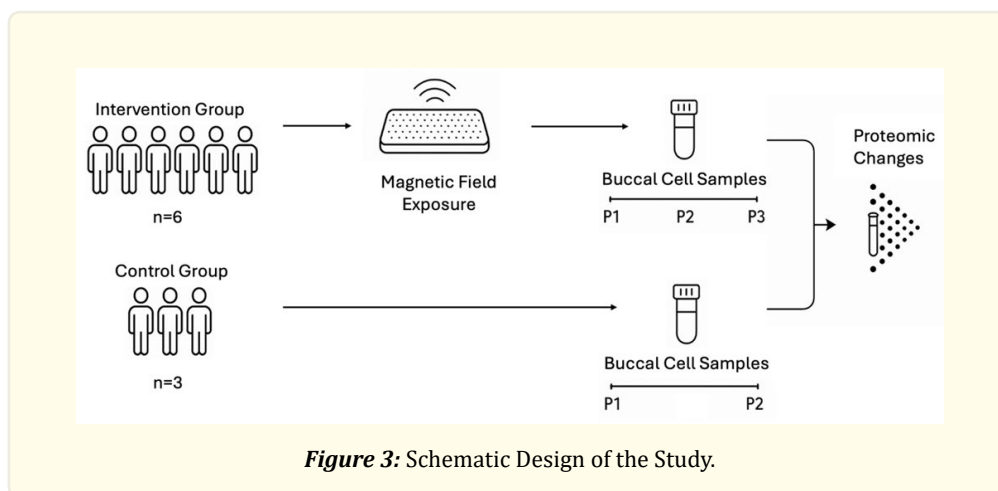 Intervention Group
n=6
Magnetic Field
Exposure
Buccal Cell Samples
P1 P2 P3
Proteomic
Changes
Control Group
n=3
Buccal Cell Samples
P1 P2
Figure 3: Schematic Design of the Study.